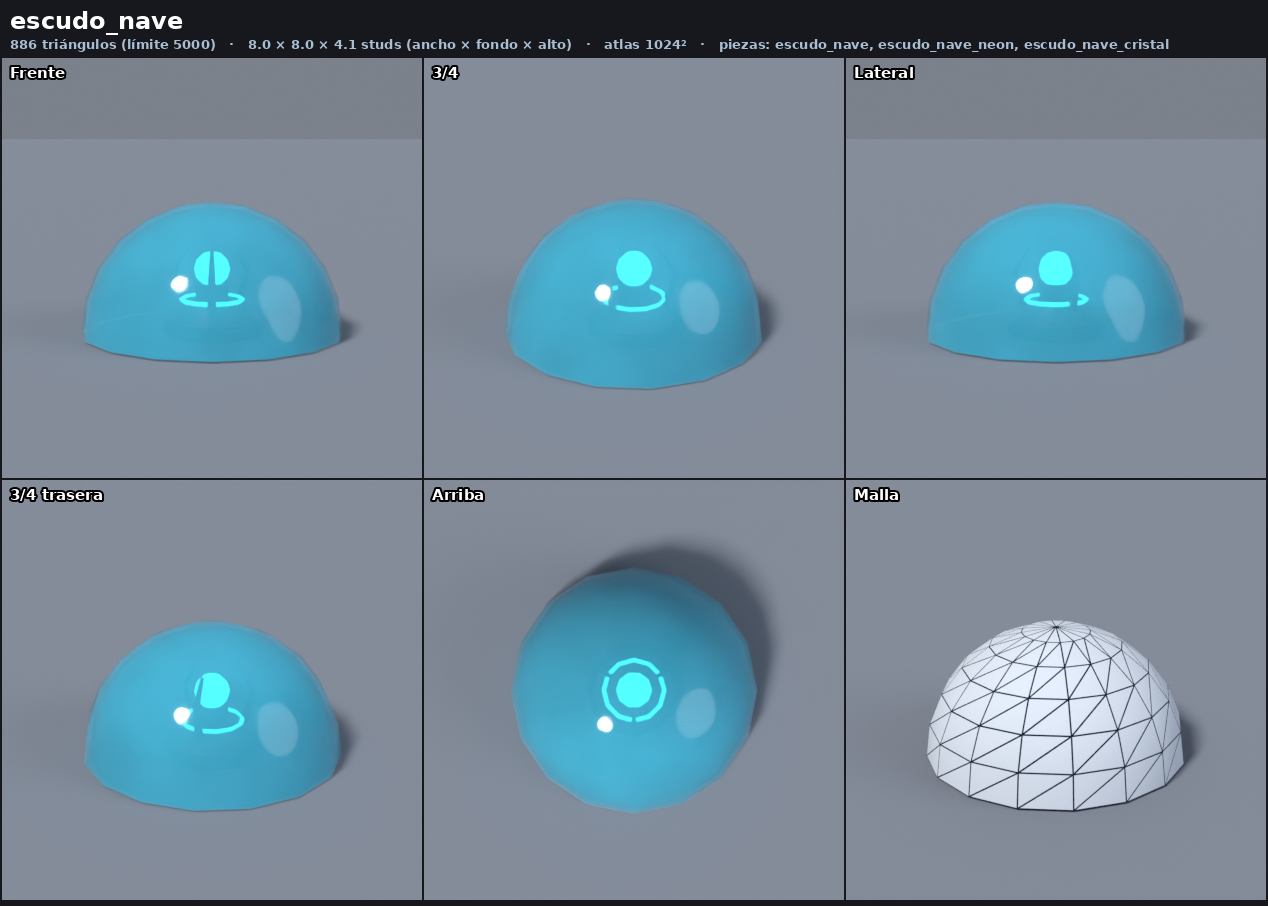 escudo_nave
886 triángulos (límite 5000) · 8.0 × 8.0 × 4.1 studs (ancho × fondo × alto) · atlas 1024² · piezas: escudo_nave, escudo_nave_neon, escudo_nave_cristal
Frente
3/4
Lateral
3/4 trasera
Arriba
Malla